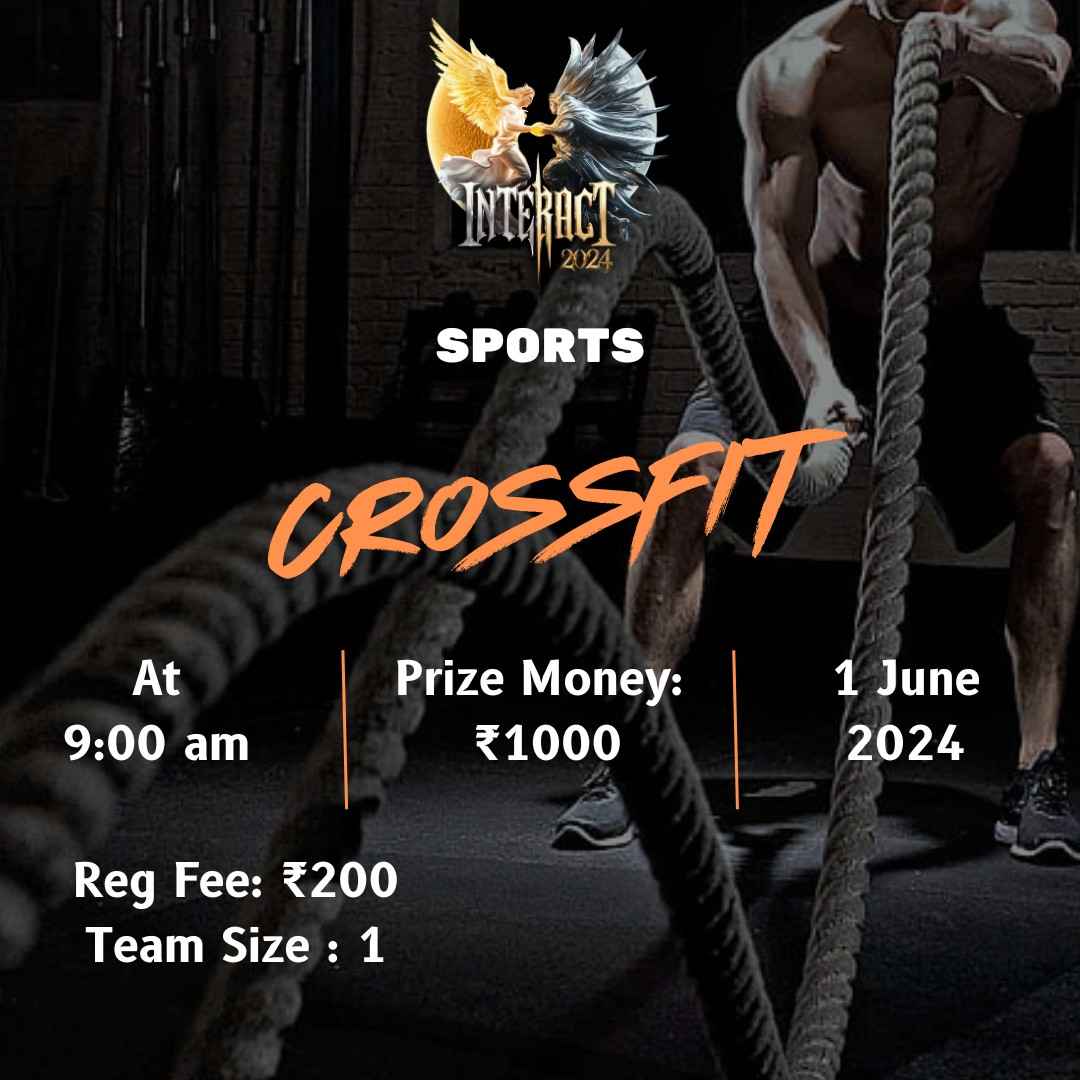 INTERACT
2024
SPORTS
CROSSFIT
At
9:00 am
Prize Money:
₹1000
1 June
2024
Reg Fee: ₹200
Team Size : 1